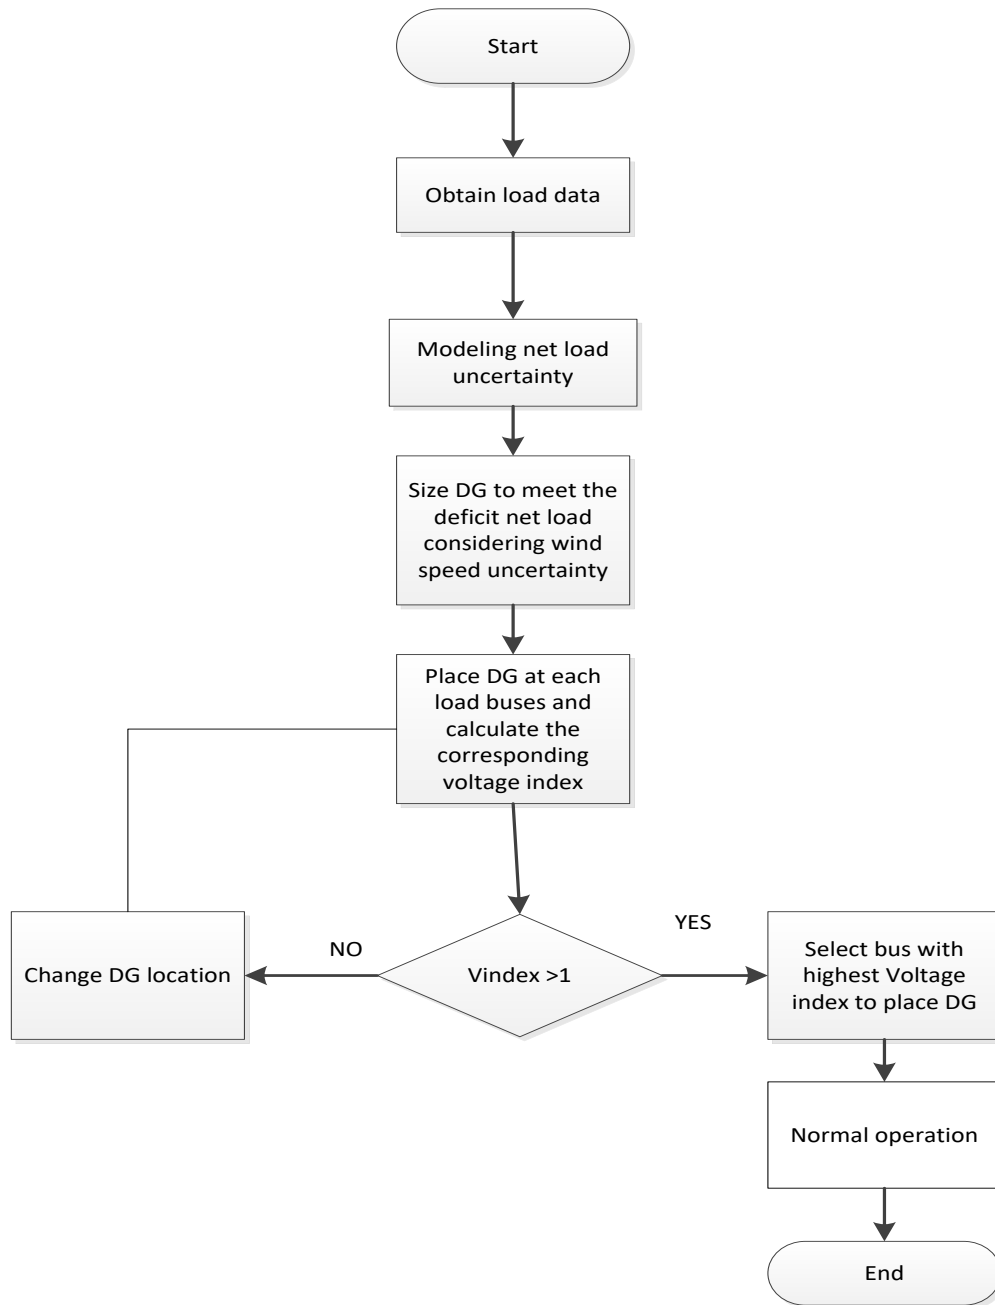 Start
Obtain load data
Modeling net load
uncertainty
Size DG to meet the
deficit net load
considering wind
speed uncertainty
Place DG at each
load buses and
calculate the
corresponding
voltage index
NO
YES
Change DG location
Vindex >1
Select bus with
highest Voltage
index to place DG
Normal operation
End